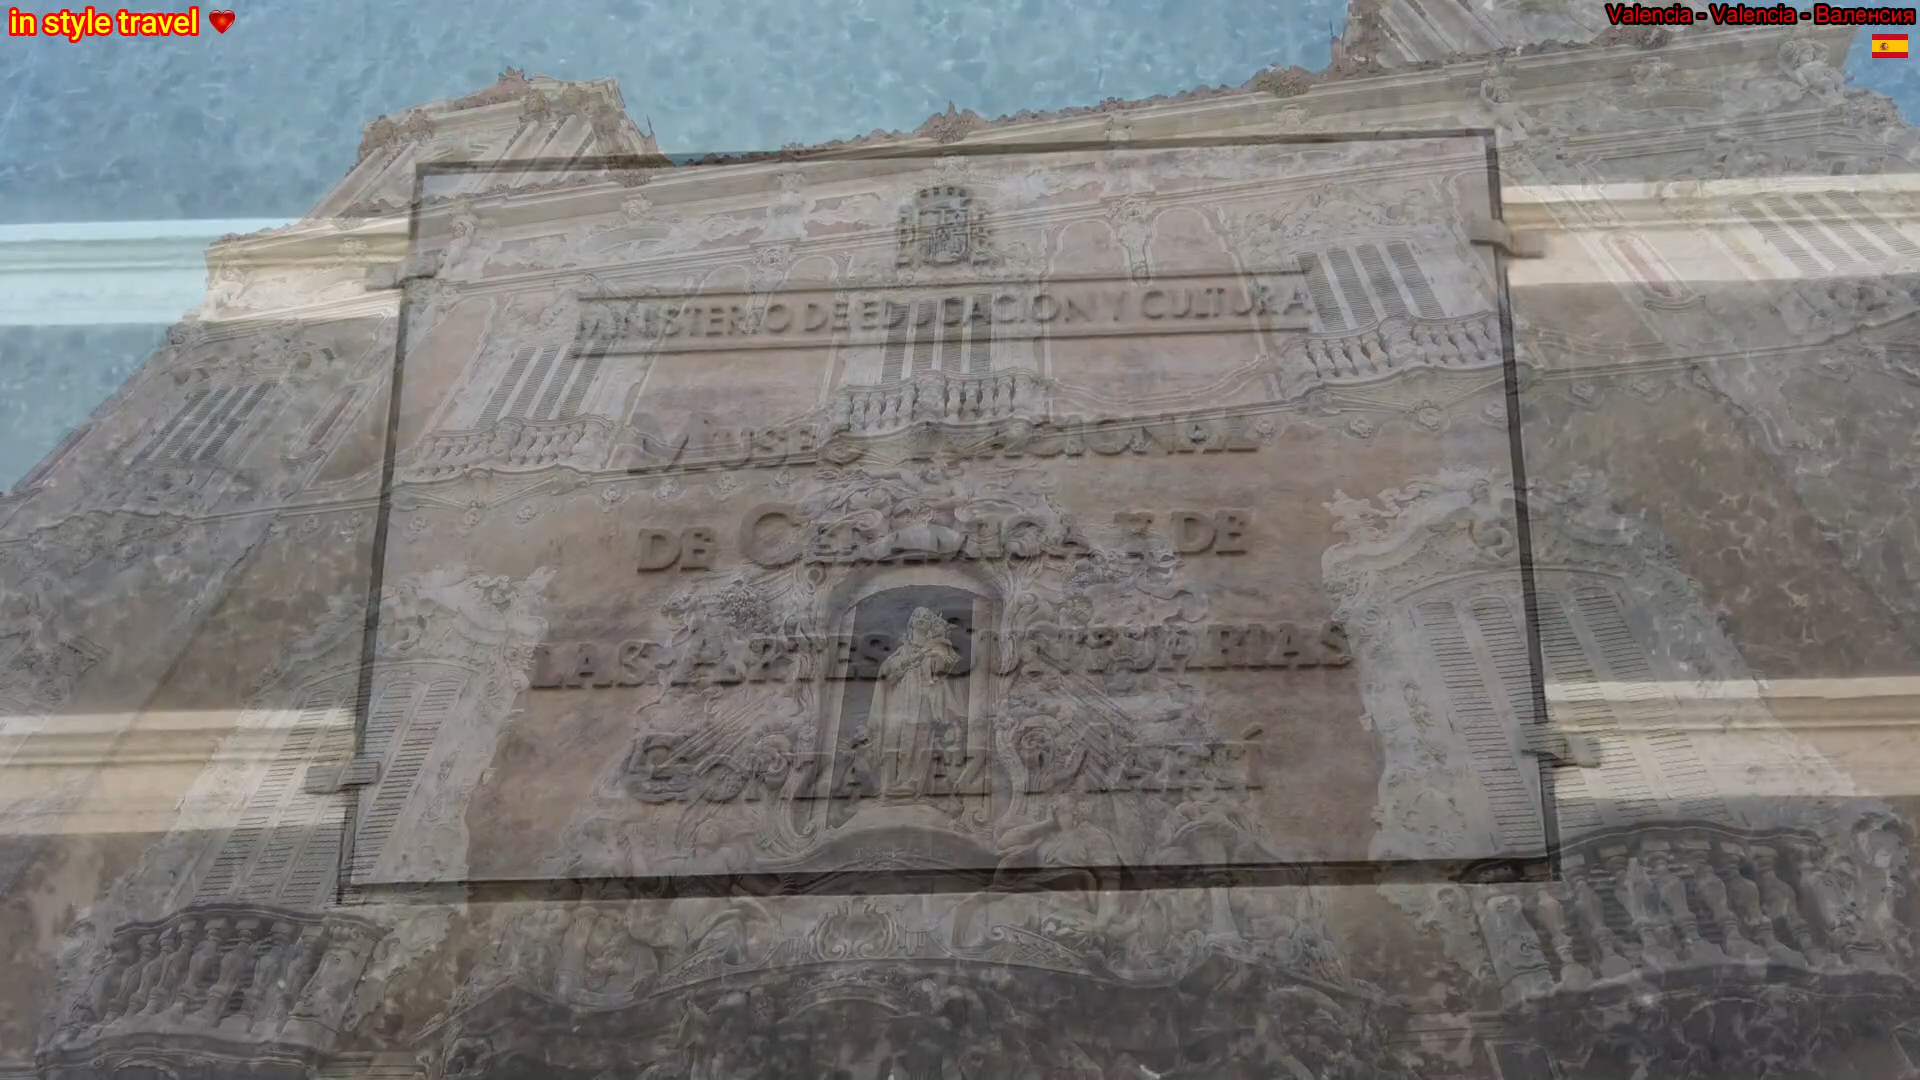 in style travel
Valencia - Valencia - Валенсия
MINISTERIO DE EDUCACION Y CULTURA
MUSEO NACIONAL
DE CERAMICA Y DE
LAS ARTES SUNTUARIAS
GONZÁLEZ MARTÍ